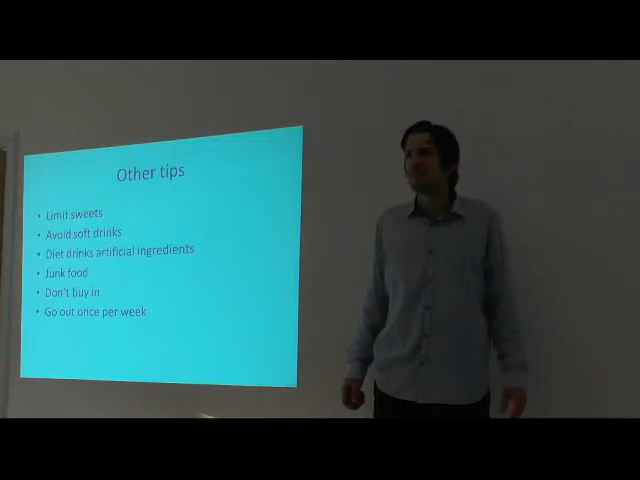 Other tips
• Limit sweets
• Avoid soft drinks
• Diet drinks artificial ingredients
• Junk food
• Don't buy in
• Go out once per week